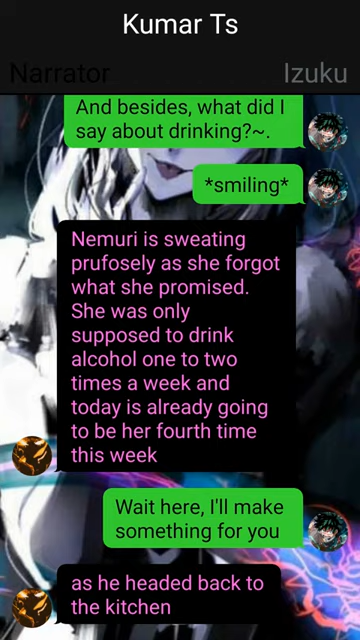 Kumar Ts
Narrator
Izuku
And besides, what did I
say about drinking?~.
*smiling*
Nemuri is sweating
prufosely as she forgot
what she promised.
She was only
supposed to drink
alcohol one to two
times a week and
today is already going
to be her fourth time
this week
Wait here, I'll make
something for you
as he headed back to
the kitchen